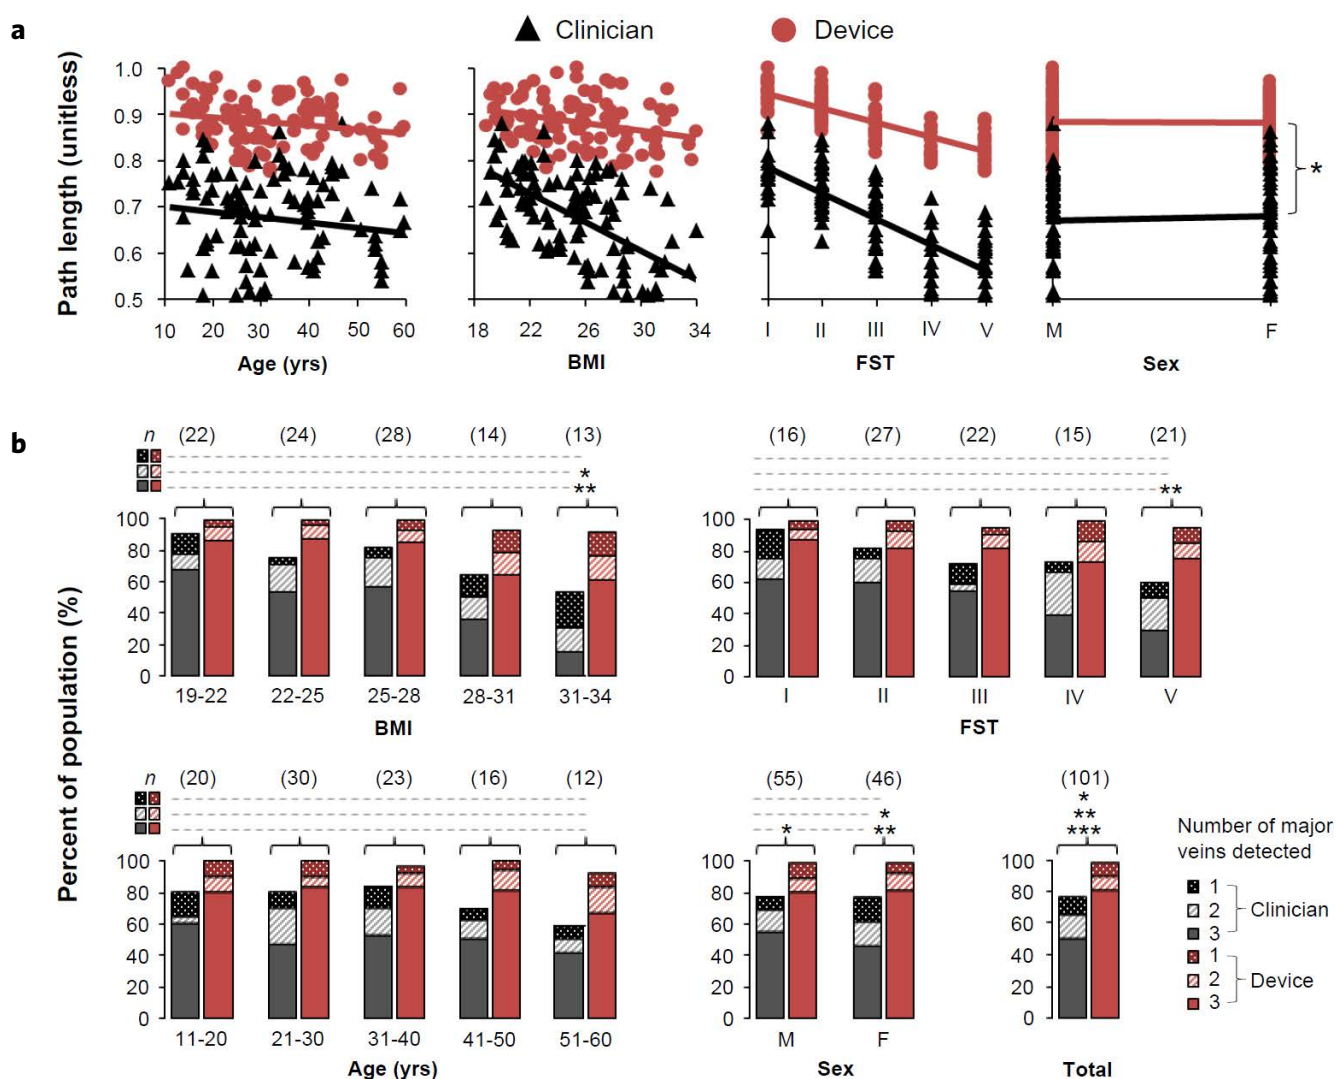 a
Clinician Device
Path length (unitless)
1.0
0.9
0.8
0.7
0.6
0.5
10 20 30 40 50 60
Age (yrs)
18 22 26 30 34
BMI
I II III IV V
FST
M F
Sex
*
b
n (22) (24) (28) (14) (13)
*
**
100
80
60
40
20
0
19-22 22-25 25-28 28-31 31-34
BMI
(16) (27) (22) (15) (21)
**
100
80
60
40
20
0
I II III IV V
FST
Percent of population (%)
n (20) (30) (23) (16) (12)
100
80
60
40
20
0
11-20 21-30 31-40 41-50 51-60
Age (yrs)
(55) (46)
*
* **
100
80
60
40
20
0
M F
Sex
(101)
*
**
***
100
80
60
40
20
0
Total
Number of major
veins detected
1
2 Clinician
3
1
2 Device
3